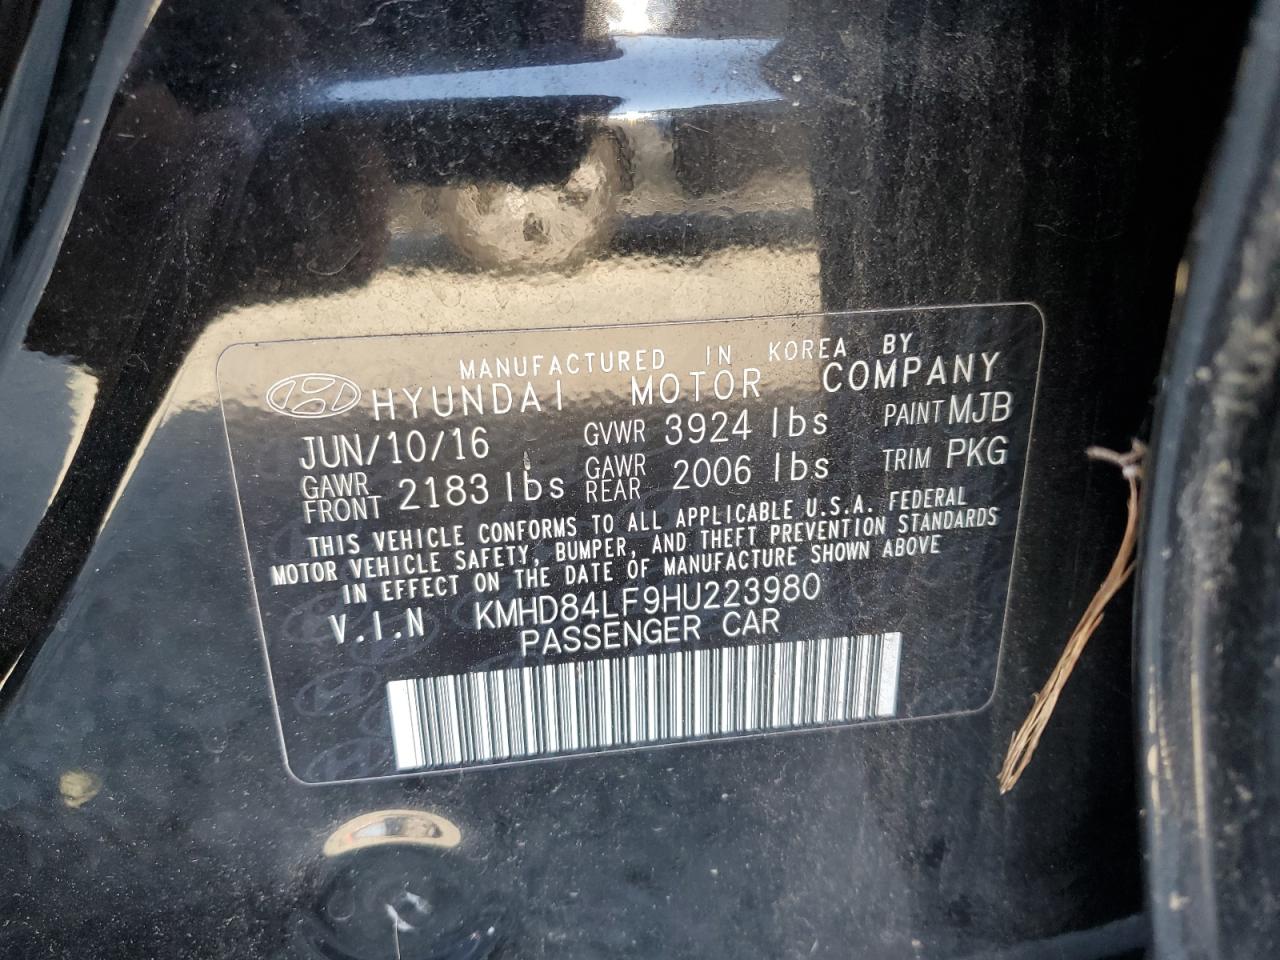 MANUFACTURED IN KOREA BY
HYUNDAI MOTOR COMPANY
JUN/10/16 GVWR 3924 lbs PAINT MJB
GAWR FRONT 2183 lbs GAWR REAR 2006 lbs TRIM PKG
THIS VEHICLE CONFORMS TO ALL APPLICABLE U.S.A. FEDERAL
MOTOR VEHICLE SAFETY, BUMPER, AND THEFT PREVENTION STANDARDS
IN EFFECT ON THE DATE OF MANUFACTURE SHOWN ABOVE
V.I.N KMHD84LF9HU223980
PASSENGER CAR